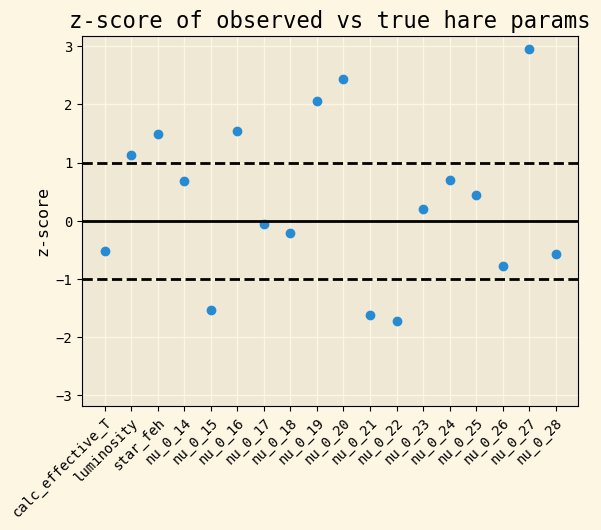 z-score of observed vs true hare params
z-score
3
2
1
0
−1
−2
−3
calc_effective_T
luminosity
star_feh
nu_0_14
nu_0_15
nu_0_16
nu_0_17
nu_0_18
nu_0_19
nu_0_20
nu_0_21
nu_0_22
nu_0_23
nu_0_24
nu_0_25
nu_0_26
nu_0_27
nu_0_28